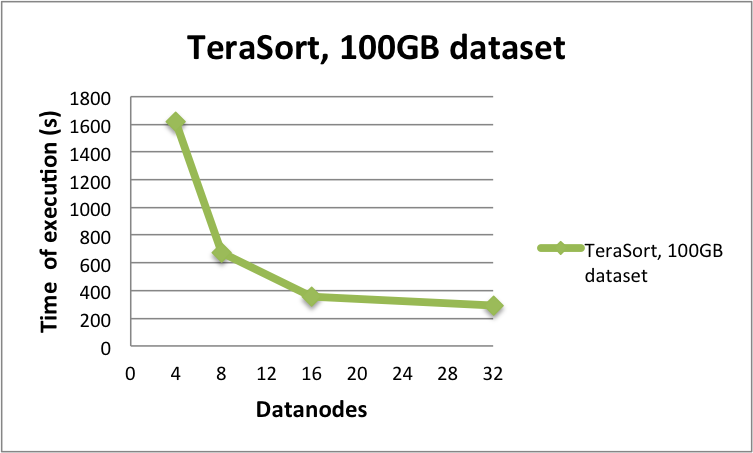 TeraSort, 100GB dataset
Time of execution (s)
1800
1600
1400
1200
1000
800
600
400
200
0
0 4 8 12 16 20 24 28 32
Datanodes
TeraSort, 100GB
dataset